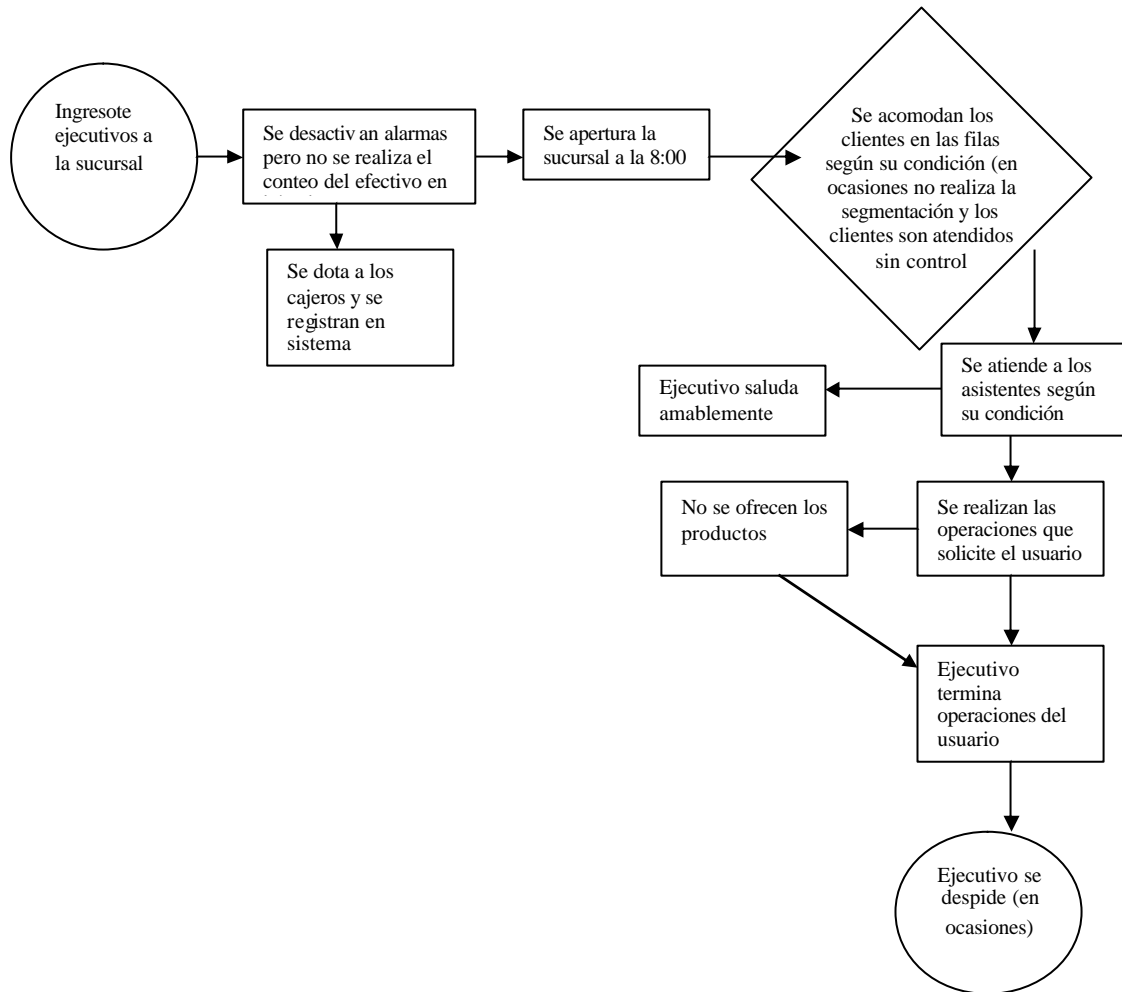 Ingresote
ejecutivos a
la sucursal
Se desactivan alarmas
pero no se realiza el
conteo del efectivo en
Se apertura la
sucursal a la 8:00
Se acomodan los
clientes en las filas
según su condición (en
ocasiones no realiza la
segmentación y los
clientes son atendidos
sin control
Se dota a los
cajeros y se
registran en
sistema
Se atiende a los
asistentes según
su condición
Ejecutivo saluda
amablemente
Se realizan las
operaciones que
solicite el usuario
No se ofrecen los
productos
Ejecutivo
termina
operaciones del
usuario
Ejecutivo se
despide (en
ocasiones)